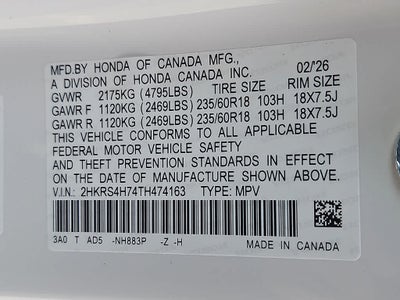 MFD.BY HONDA OF CANADA MFG., 02/'26
A DIVISION OF HONDA CANADA INC.
GVWR 2175KG (4795LBS) TIRE SIZE RIM SIZE
GAWR F 1120KG (2469LBS) 235/60R18 103H 18X7.5J
GAWR R 1120KG (2469LBS) 235/60R18 103H 18X7.5J
THIS VEHICLE CONFORMS TO ALL APPLICABLE
FEDERAL MOTOR VEHICLE SAFETY STANDARDS IN
EFFECT ON THE DATE OF MANUFACTURE SHOWN ABOVE.
V.I.N: 2HKRS4H74TH474163 TYPE: MPV
3A0 T AD5 -NH883P -Z -H MADE IN CANADA